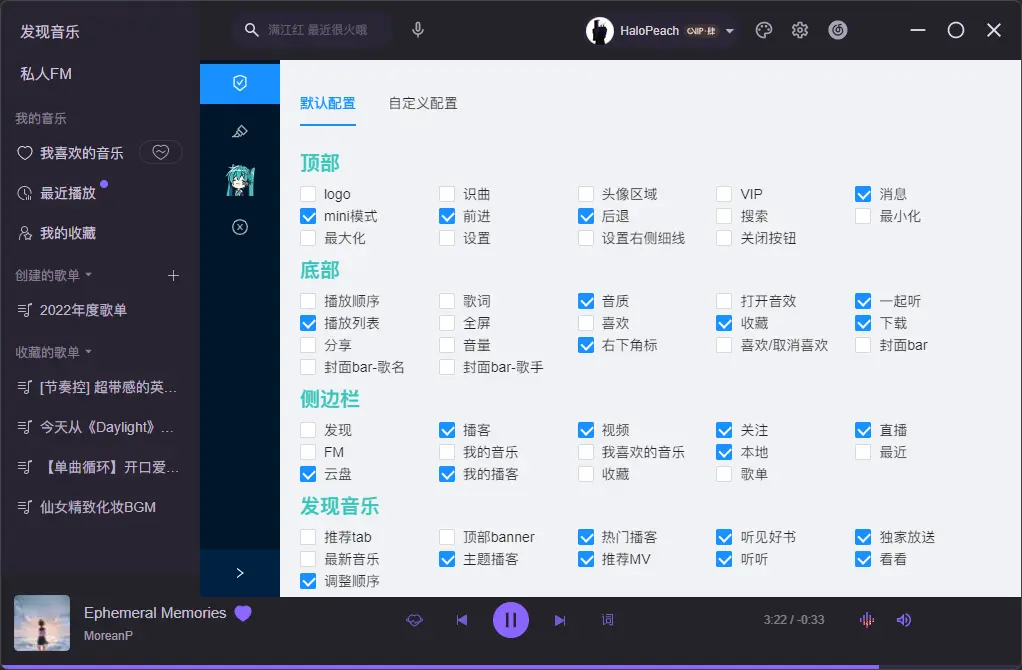 发现音乐
私人FM
我的音乐
我喜欢的音乐
最近播放
我的收藏
创建的歌单
2022年度歌单
收藏的歌单
[节奏控] 超带感的英...
今天从《Daylight》...
【单曲循环】开口爱...
仙女精致化妆BGM
满江红 最近很火哦
HaloPeach
VIP·肆
默认配置 自定义配置
顶部
logo 识曲 头像区域 VIP 消息
mini模式 前进 后退 搜索 最小化
最大化 设置 设置右侧细线 关闭按钮
底部
播放顺序 歌词 音质 打开音效 一起听
播放列表 全屏 喜欢 收藏 下载
分享 音量 右下角标 喜欢/取消喜欢 封面bar
封面bar-歌名 封面bar-歌手
侧边栏
发现 播客 视频 关注 直播
FM 我的音乐 我喜欢的音乐 本地 最近
云盘 我的播客 收藏 歌单
发现音乐
推荐tab 顶部banner 热门播客 听见好书 独家放送
最新音乐 主题播客 推荐MV 听听 看看
调整顺序
Ephemeral Memories
MoreanP
词
3:22 / -0:33